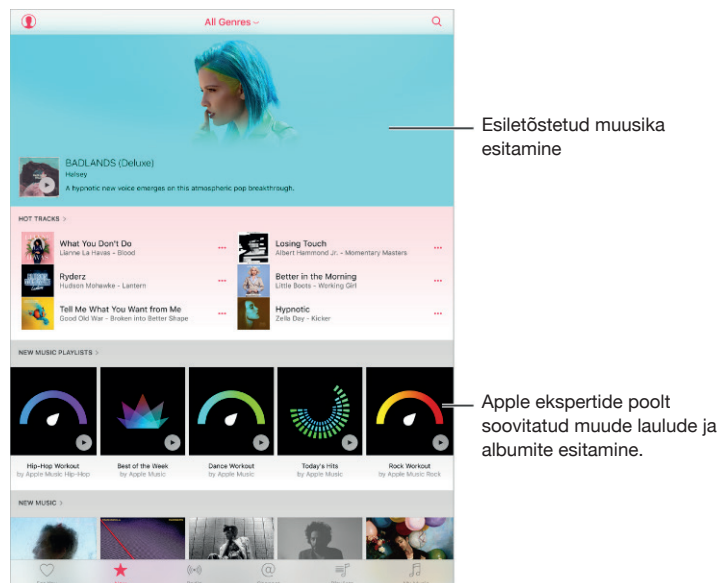 All Genres
BADLANDS (Deluxe)
Halsey
A hypnotic new voice emerges on this atmospheric pop breakthrough.
Esiletõstetud muusika
esitamine
HOT TRACKS >
What You Don't Do
Lianne La Havas – Blood
Losing Touch
Albert Hammond Jr. – Momentary Masters
Ryderz
Hudson Mohawke – Lantern
Better in the Morning
Little Boots – Working Girl
Tell Me What You Want from Me
Good Old War – Broken into Better Shape
Hypnotic
Zella Day – Kicker
NEW MUSIC PLAYLISTS >
Apple ekspertide poolt
soovitatud muude laulude ja
albumite esitamine.
Hip-Hop Workout
by Apple Music Hip-Hop
Best of the Week
by Apple Music
Dance Workout
by Apple Music
Today's Hits
by Apple Music
Rock Workout
by Apple Music Rock
NEW MUSIC >